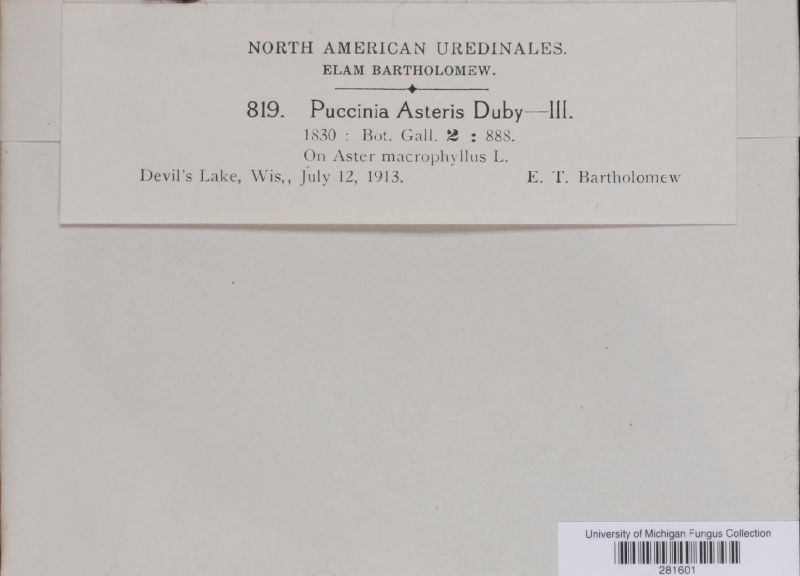 NORTH AMERICAN UREDINALES.
ELAM BARTHOLOMEW.
819. Puccinia Asteris Duby—III.
1830 : Bot. Gall. 2 : 888.
On Aster macrophyllus L.
Devil's Lake, Wis,, July 12, 1913. E. T. Bartholomew
University of Michigan Fungus Collection
281601